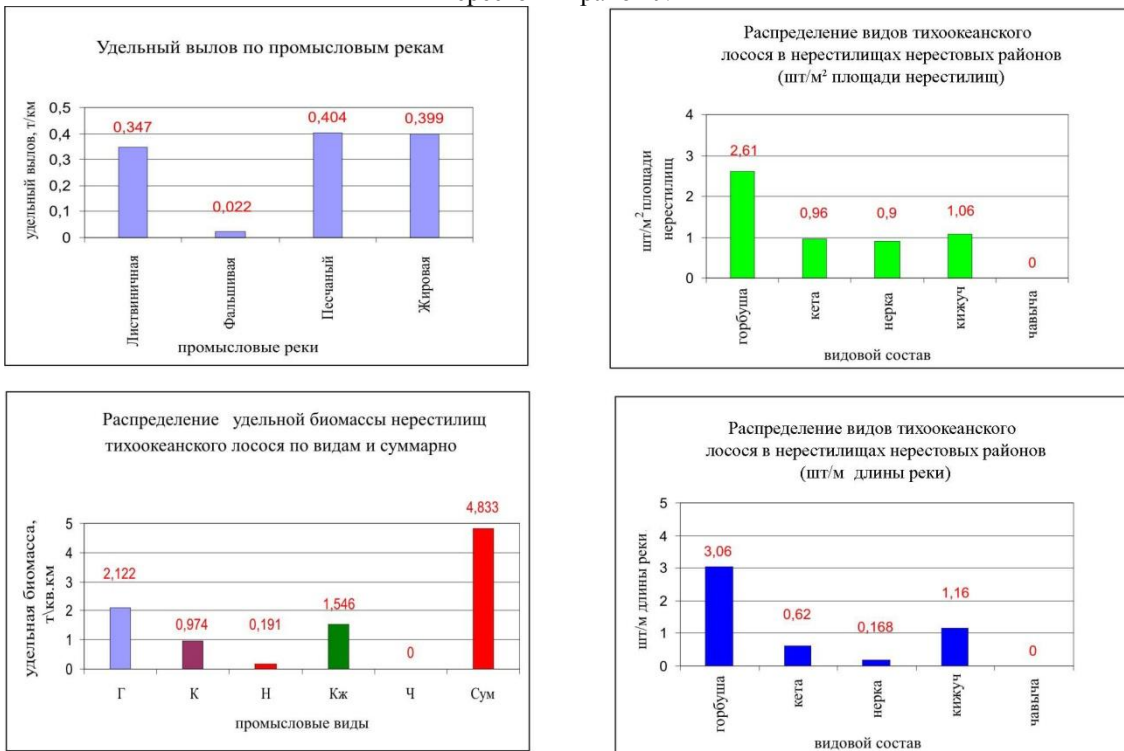 Удельный вылов по промысловым рекам
удельный вылов, т/км
0,5
0,4
0,3
0,2
0,1
0
0,347
0,022
0,404
0,399
Листвиничная
Фальшивая
Песчаный
Жировая
промысловые реки
Распределение видов тихоокеанского
лосося в нерестилищах нерестовых районов
(шт/м² площади нерестилищ)
шт/м² площади
нерестилищ
4
3
2
1
0
2,61
0,96
0,9
1,06
0
горбуша
кета
нерка
кижуч
чавыча
видовой состав
Распределение удельной биомассы нерестилищ
тихоокеанского лосося по видам и суммарно
удельная биомасса,
т\кв.км
5
4
3
2
1
0
2,122
0,974
0,191
1,546
0
4,833
Г
К
Н
Кж
Ч
Сум
промысловые виды
Распределение видов тихоокеанского
лосося в нерестилищах нерестовых районов
(шт/м длины реки)
шт/м длины реки
5
4
3
2
1
0
3,06
0,62
0,168
1,16
0
горбуша
кета
нерка
кижуч
чавыча
видовой состав